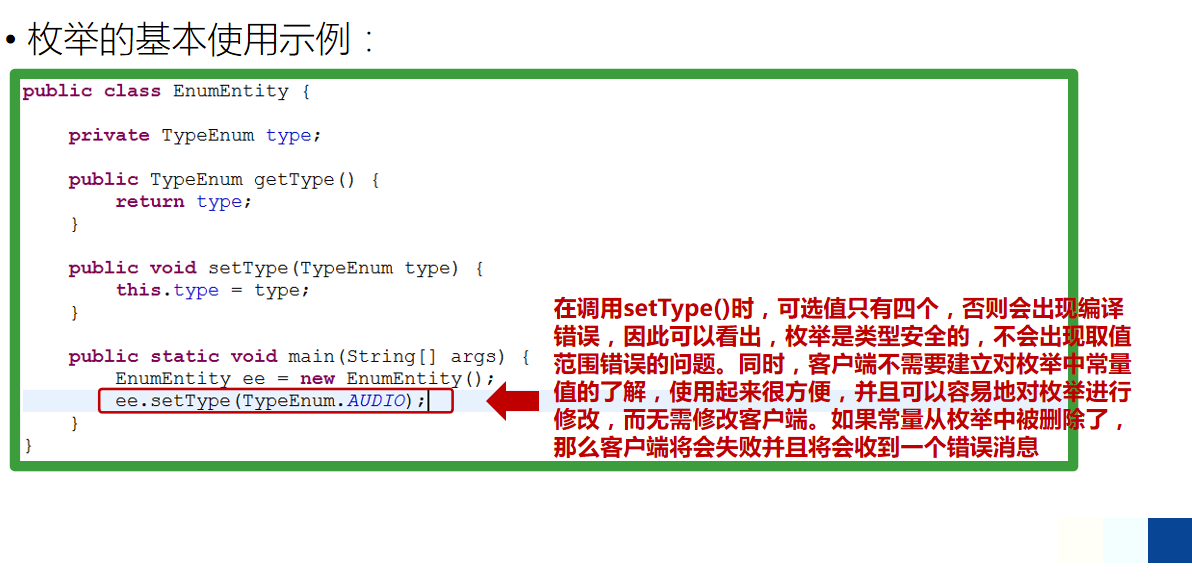 • 枚举的基本使用示例：
public class EnumEntity {
private TypeEnum type;
public TypeEnum getType() {
return type;
}
public void setType(TypeEnum type) {
this.type = type;
}
public static void main(String[] args) {
EnumEntity ee = new EnumEntity();
ee.setType(TypeEnum.AUDIO);
}
}
在调用setType()时，可选值只有四个，否则会出现编译
错误，因此可以看出，枚举是类型安全的，不会出现取值
范围错误的问题。同时，客户端不需要建立对枚举中常量
值的了解，使用起来很方便，并且可以容易地对枚举进行
修改，而无需修改客户端。如果常量从枚举中被删除了，
那么客户端将会失败并且将会收到一个错误消息